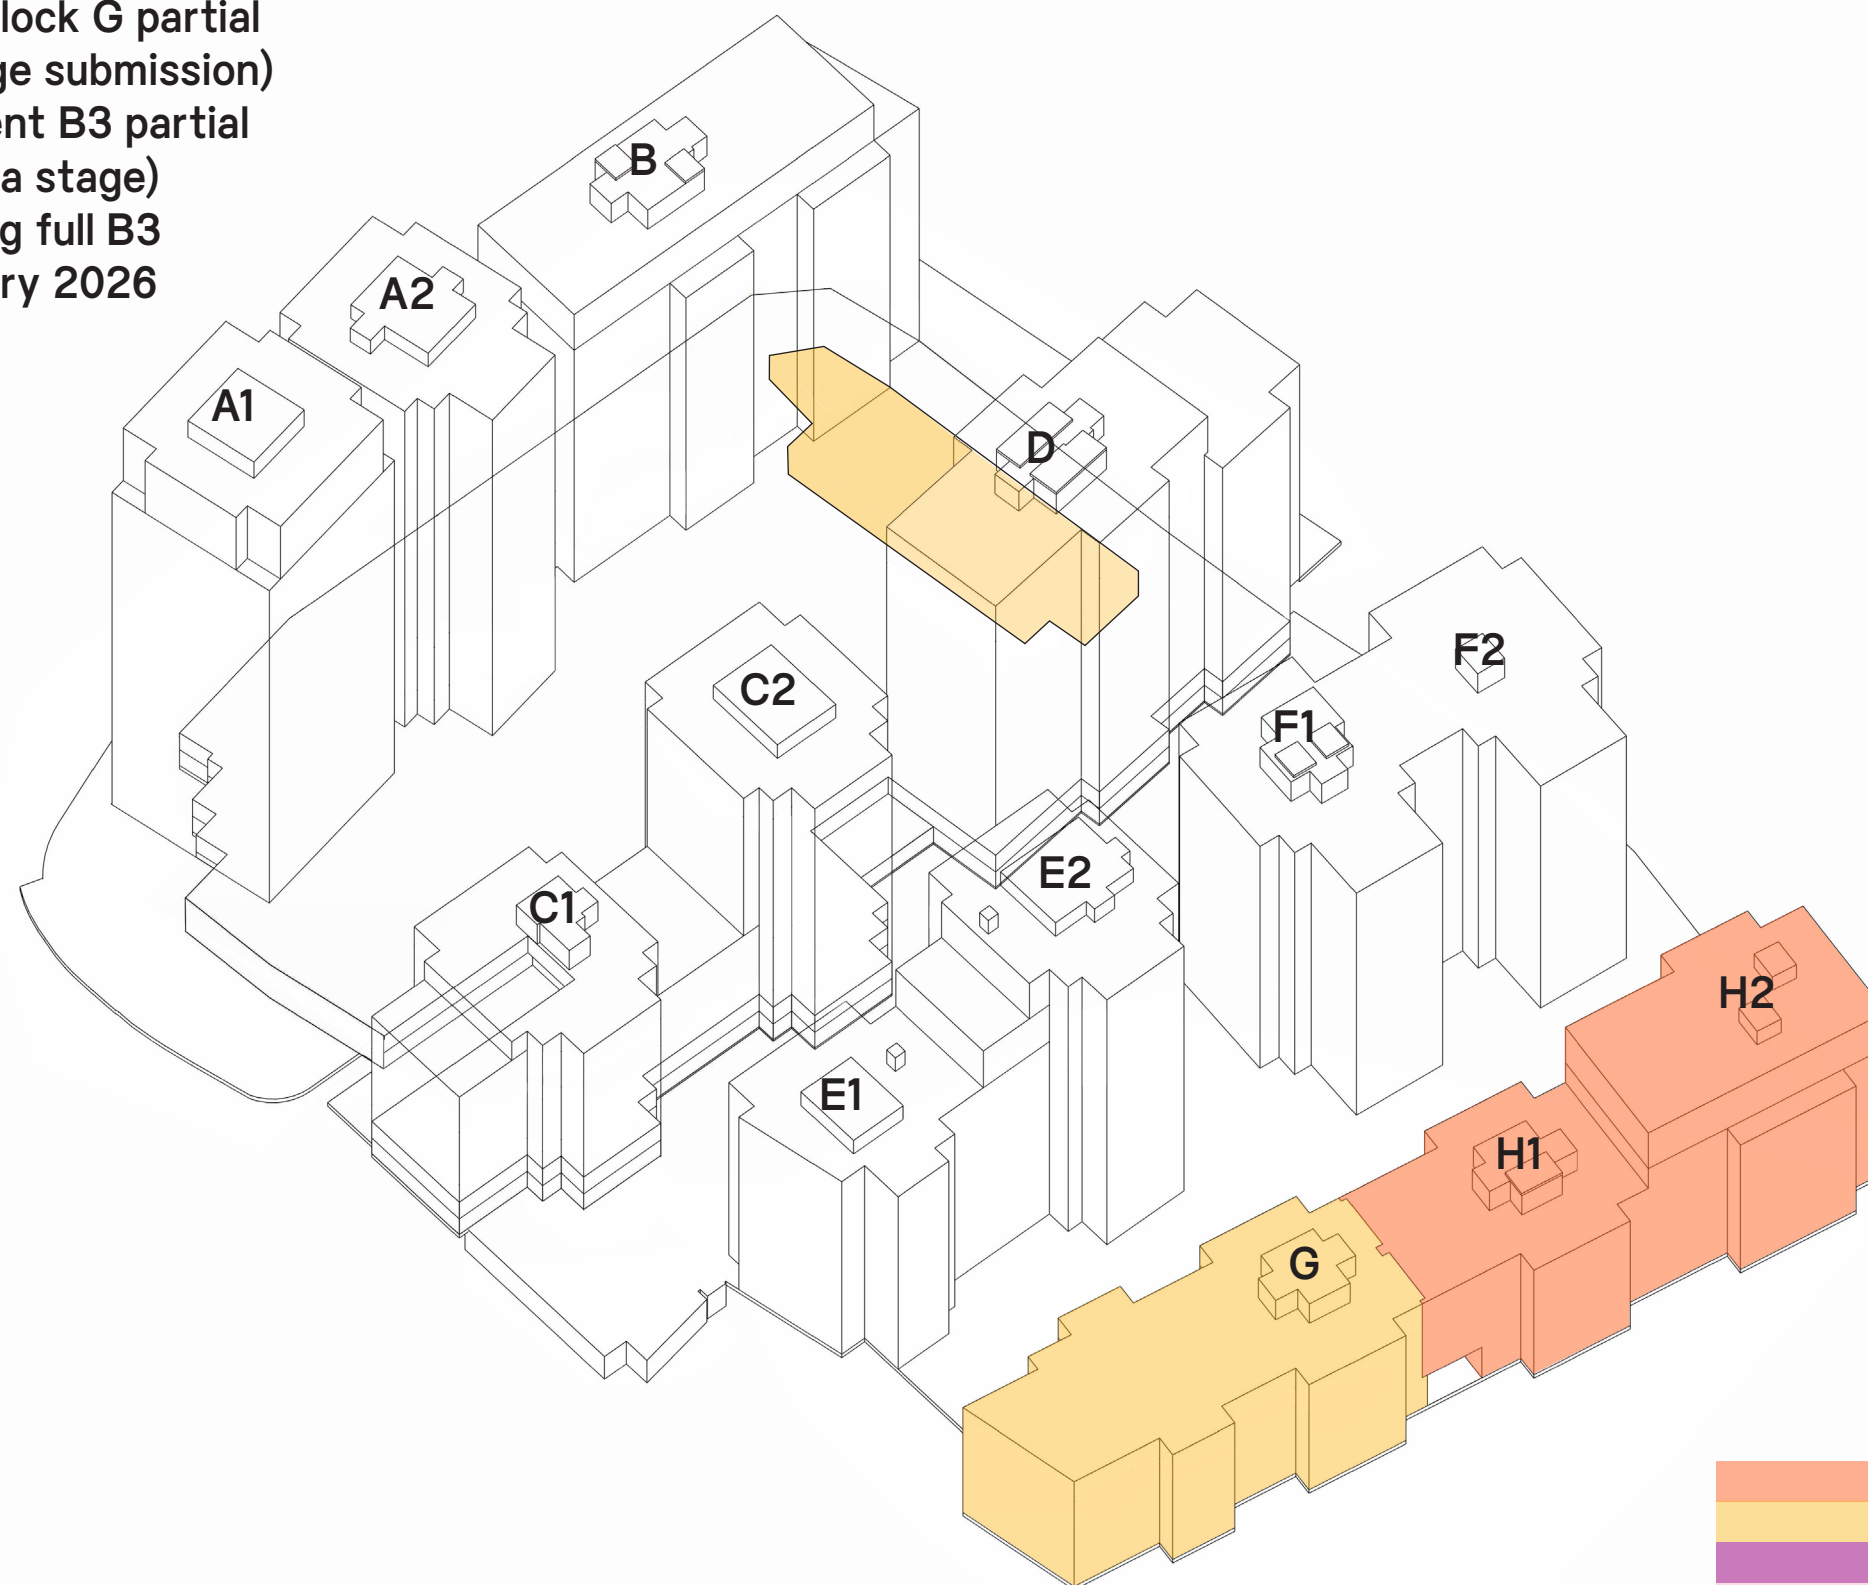 lock G partial
ge submission)
ent B3 partial
a stage)
g full B3
ry 2026
B
A2
A1
D
F2
C2
F1
E2
C1
H2
E1
H1
G